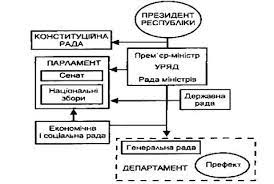 ПРЕЗИДЕНТ
РЕСПУБЛІКИ
КОНСТИТУЦІЙНА
РАДА
Прем'єр-міністр
УРЯД
Рада міністрів
ПАРЛАМЕНТ
Сенат
Національні
збори
Державна
рада
Економічна
і соціальна рада
Генеральна рада
ДЕПАРТАМЕНТ
Префект